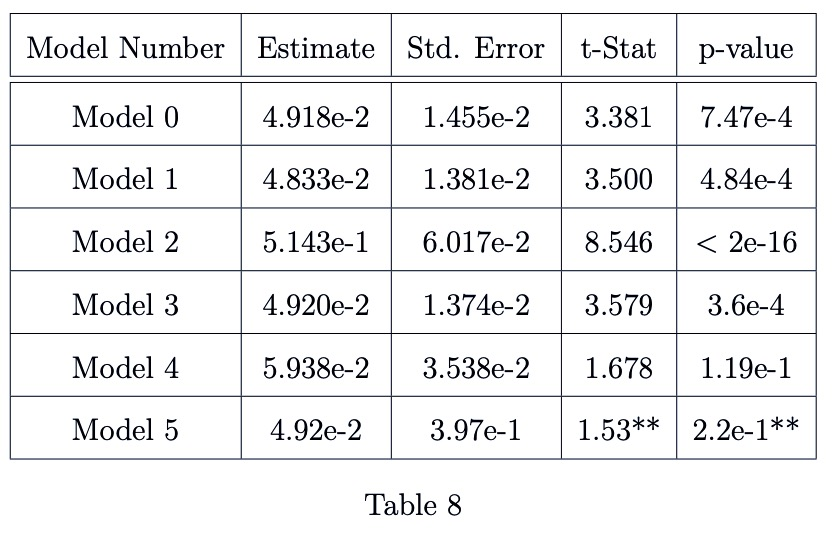 Model Number Estimate Std. Error t-Stat p-value
Model 0 4.918e-2 1.455e-2 3.381 7.47e-4
Model 1 4.833e-2 1.381e-2 3.500 4.84e-4
Model 2 5.143e-1 6.017e-2 8.546 < 2e-16
Model 3 4.920e-2 1.374e-2 3.579 3.6e-4
Model 4 5.938e-2 3.538e-2 1.678 1.19e-1
Model 5 4.92e-2 3.97e-1 1.53** 2.2e-1**
Table 8